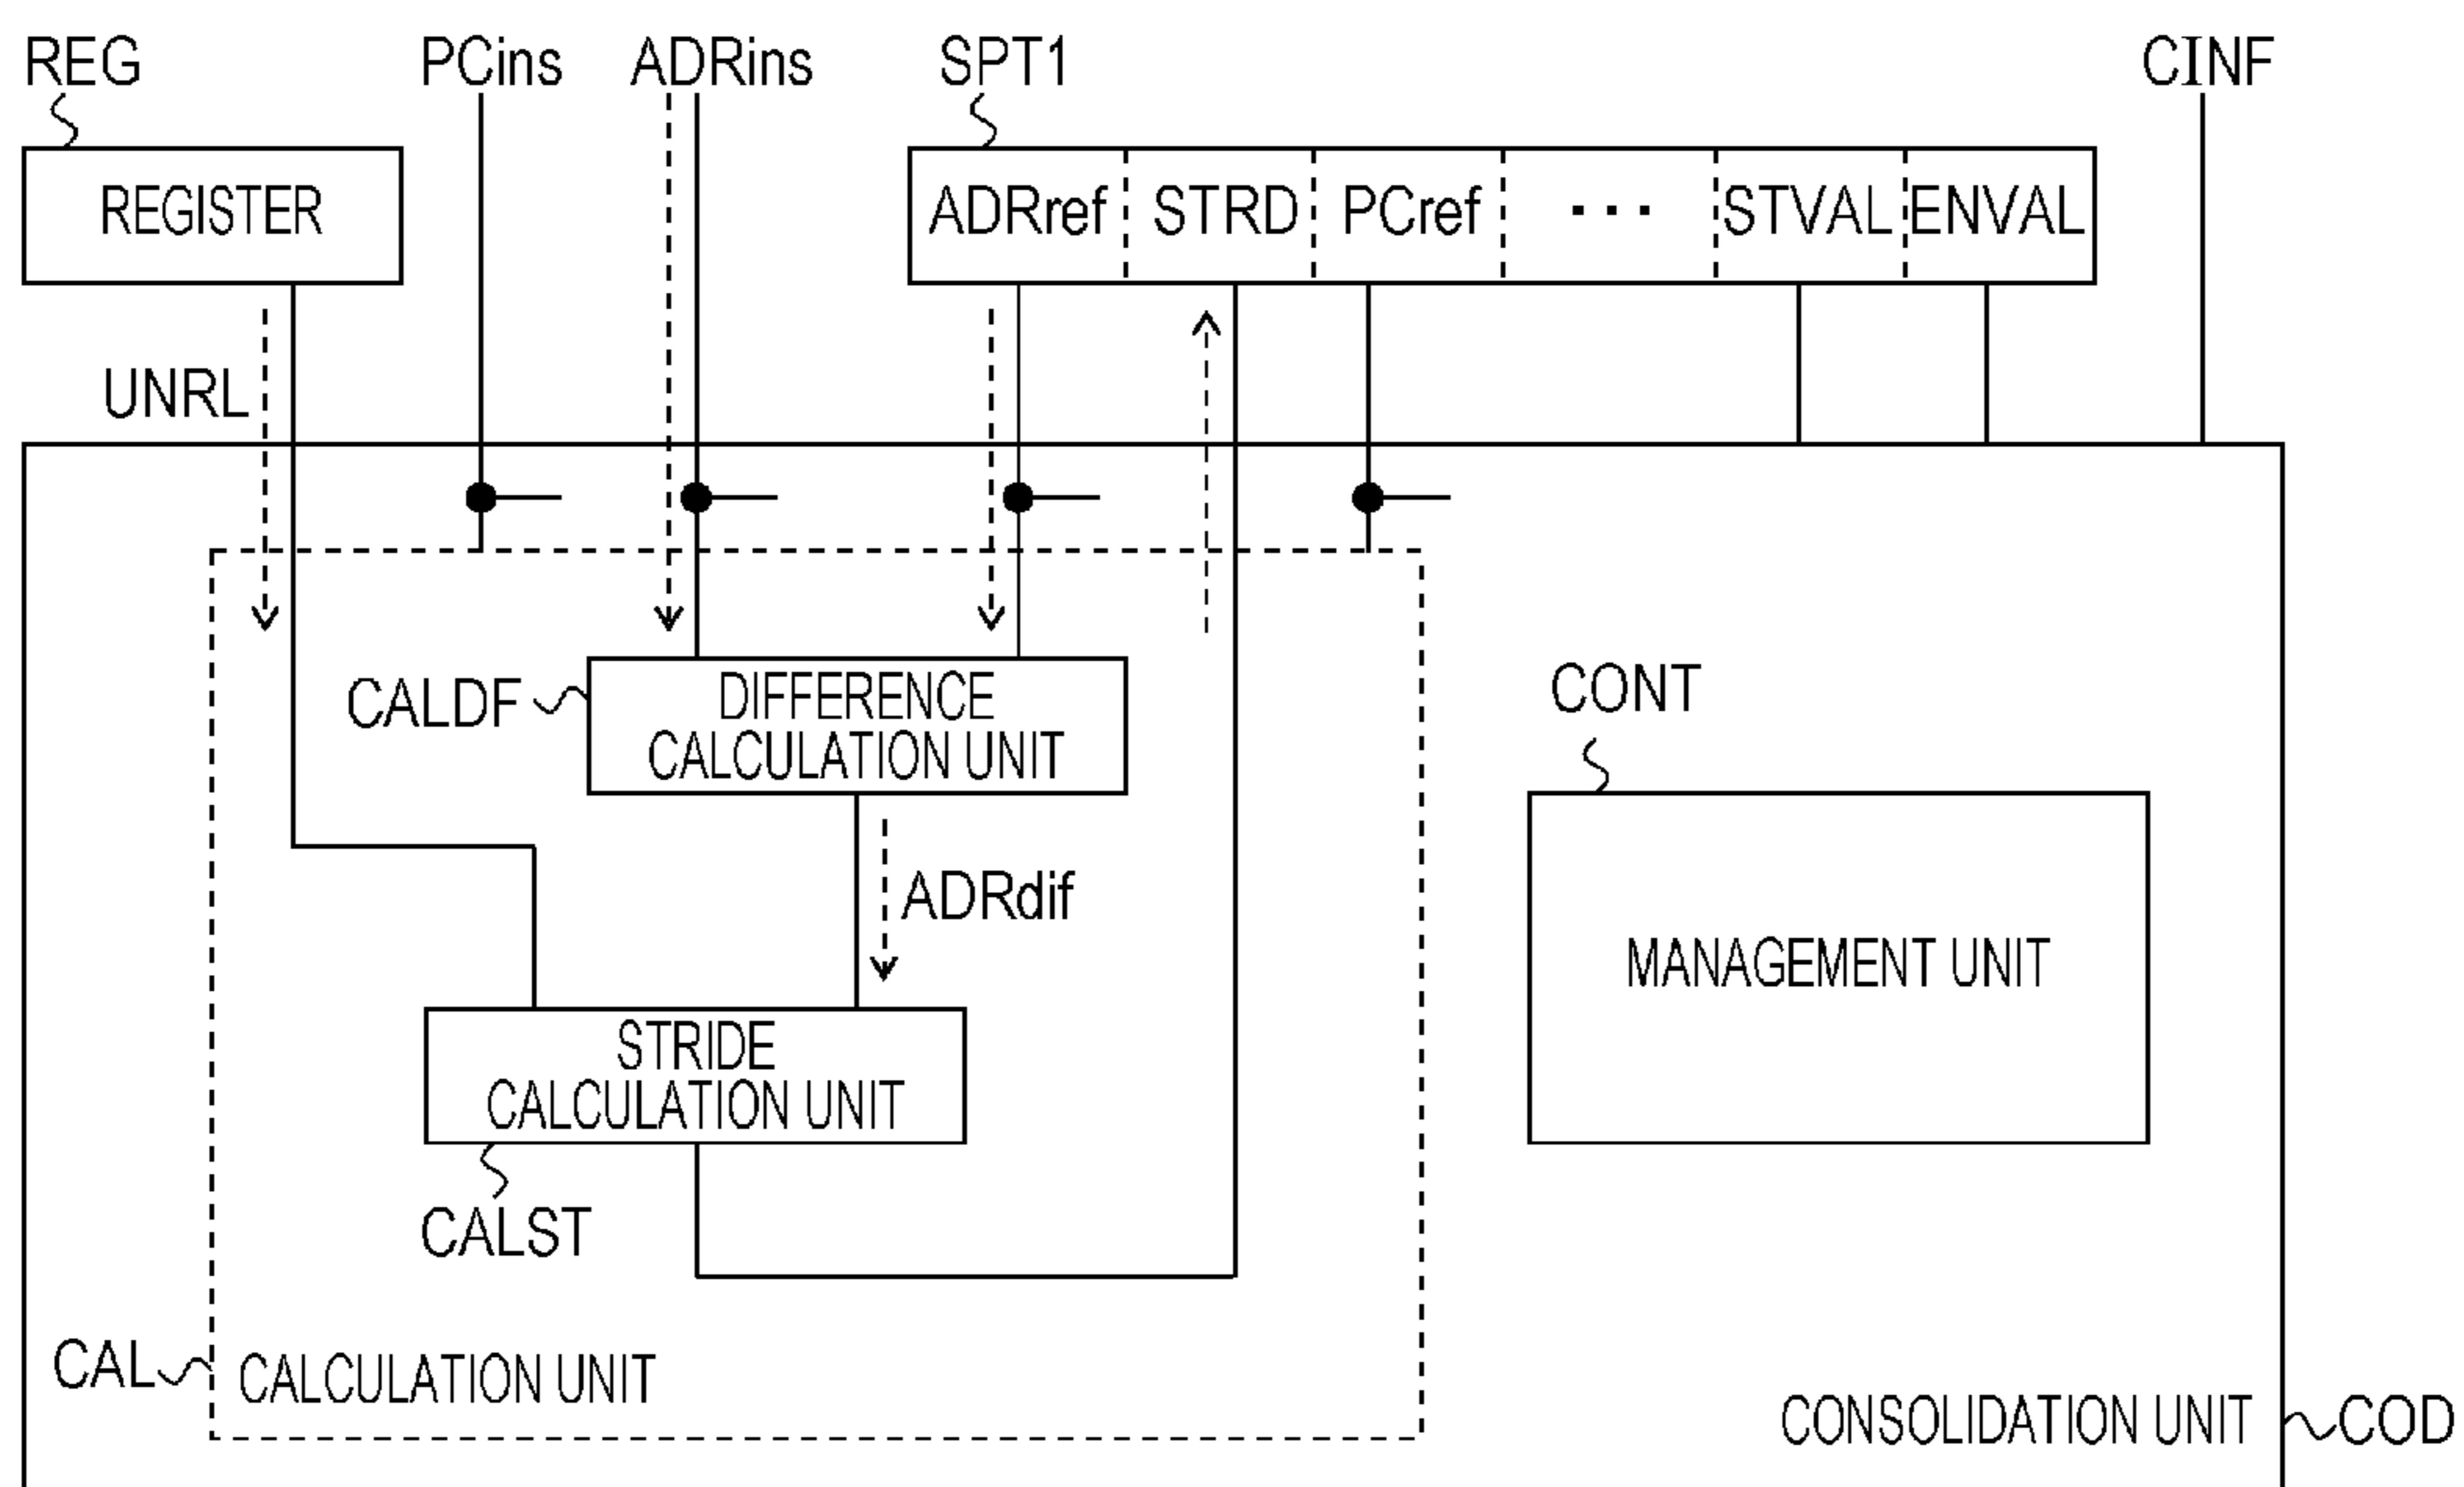 REG PCins ADRins SPT1 CINF
REGISTER ADRref STRD PCref ... STVAL ENVAL
UNRL
CALDF
DIFFERENCE
CALCULATION UNIT
CONT
ADRdif
MANAGEMENT UNIT
STRIDE
CALCULATION UNIT
CALST
CAL CALCULATION UNIT
CONSOLIDATION UNIT COD